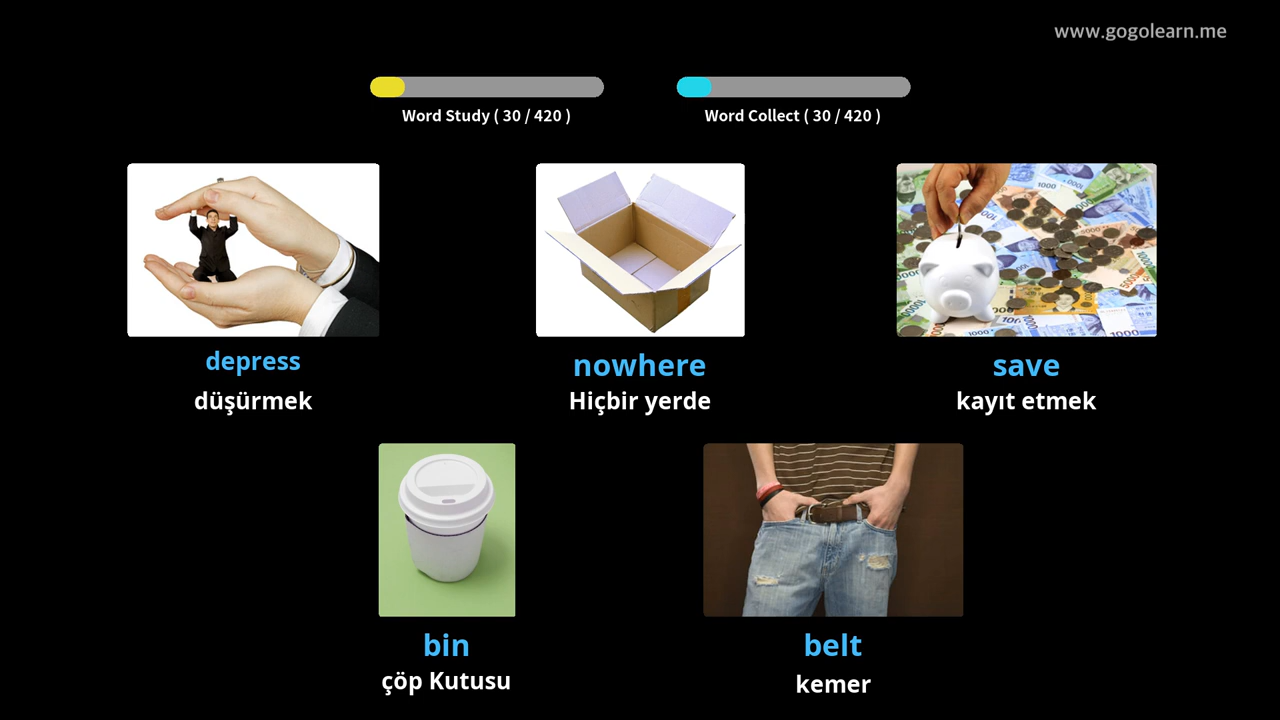 www.gogolearn.me
Word Study ( 30 / 420 )
Word Collect ( 30 / 420 )
depress
düşürmek
nowhere
Hiçbir yerde
save
kayıt etmek
bin
çöp Kutusu
belt
kemer